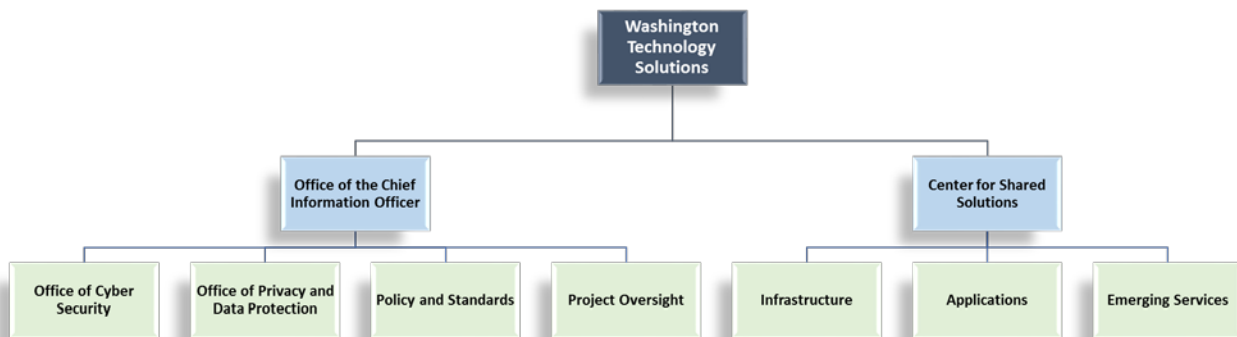 Washington
Technology
Solutions
Office of the Chief
Information Officer
Center for Shared
Solutions
Office of Cyber
Security
Office of Privacy and
Data Protection
Policy and Standards
Project Oversight
Infrastructure
Applications
Emerging Services